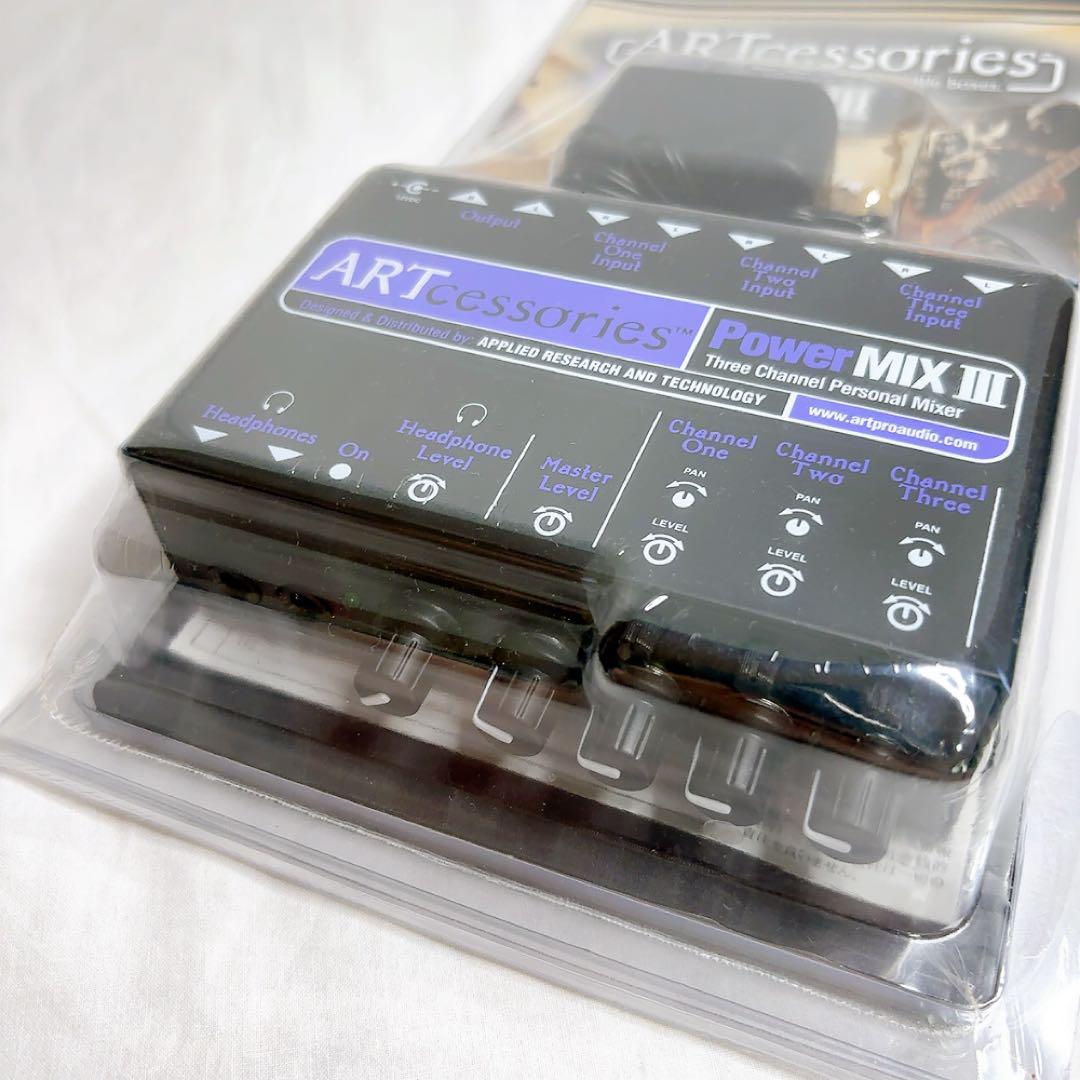 ARTcessories
III
12VDC
R L R L R L R L
Output
Channel
One
Input
Channel
Two
Input
Channel
Three
Input
ARTcessories™
Designed & Distributed by: APPLIED RESEARCH AND TECHNOLOGY
PowerMIX III
Three Channel Personal Mixer
www.artproaudio.com
Headphones
On
Headphone
Level
Master
Level
Channel
One
PAN
LEVEL
Channel
Two
PAN
LEVEL
Channel
Three
PAN
LEVEL